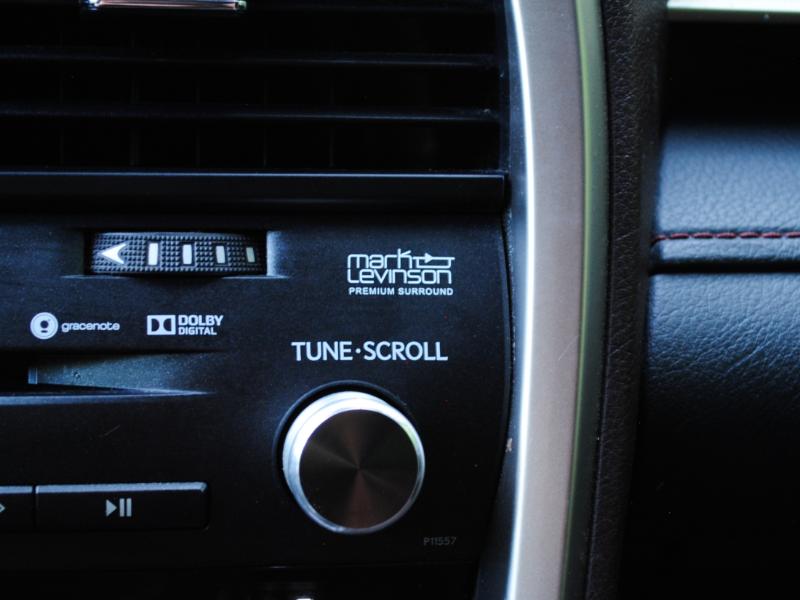 mark
LEVINSON
PREMIUM SURROUND
gracenote
DOLBY
DIGITAL
TUNE•SCROLL
P11557